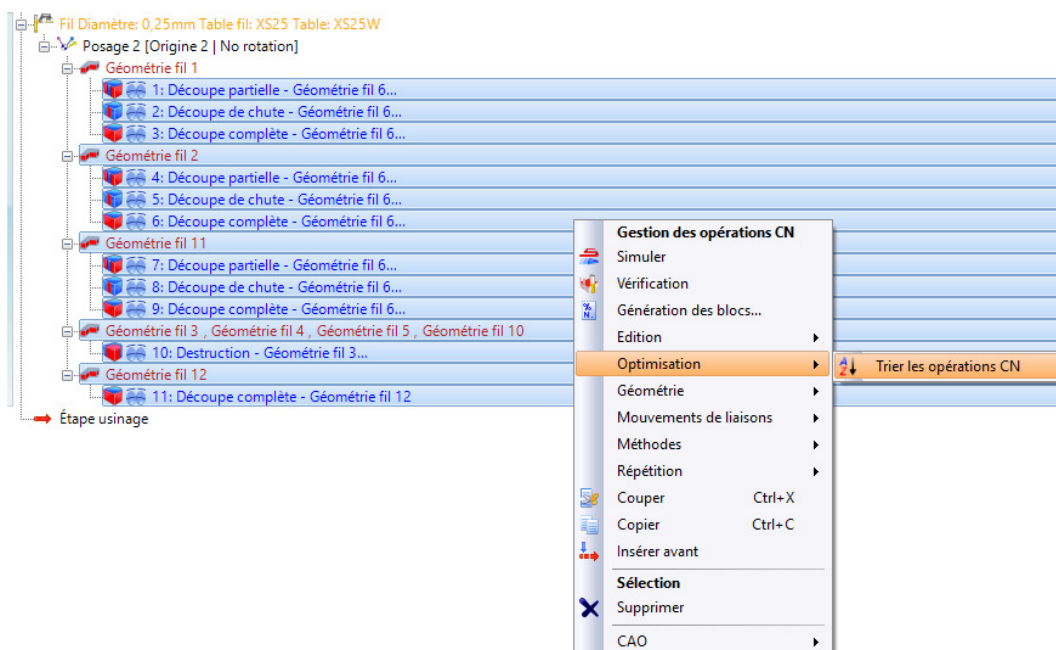 Fil Diamètre: 0,25mm Table fil: XS25 Table: XS25W
Posage 2 [Origine 2 | No rotation]
Géométrie fil 1
1: Découpe partielle - Géométrie fil 6...
2: Découpe de chute - Géométrie fil 6...
3: Découpe complète - Géométrie fil 6...
Géométrie fil 2
4: Découpe partielle - Géométrie fil 6...
5: Découpe de chute - Géométrie fil 6...
6: Découpe complète - Géométrie fil 6...
Géométrie fil 11
7: Découpe partielle - Géométrie fil 6...
8: Découpe de chute - Géométrie fil 6...
9: Découpe complète - Géométrie fil 6...
Géométrie fil 3 , Géométrie fil 4 , Géométrie fil 5 , Géométrie fil 10
10: Destruction - Géométrie fil 3...
Géométrie fil 12
11: Découpe complète - Géométrie fil 12
Étape usinage
Gestion des opérations CN
Simuler
Vérification
Génération des blocs...
Edition
Optimisation
Trier les opérations CN
Géométrie
Mouvements de liaisons
Méthodes
Répétition
Couper Ctrl+X
Copier Ctrl+C
Insérer avant
Sélection
Supprimer
CAO